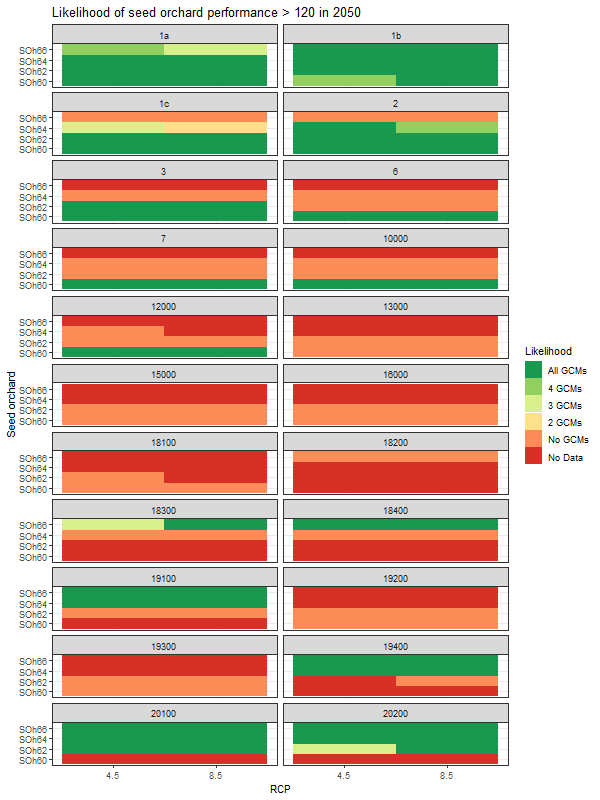 Likelihood of seed orchard performance > 120 in 2050
1a
1b
SOh66
SOh64
SOh62
SOh60
1c
2
SOh66
SOh64
SOh62
SOh60
3
6
SOh66
SOh64
SOh62
SOh60
7
10000
SOh66
SOh64
SOh62
SOh60
12000
13000
SOh66
SOh64
SOh62
SOh60
15000
16000
SOh66
SOh64
SOh62
SOh60
18100
18200
SOh66
SOh64
SOh62
SOh60
18300
18400
SOh66
SOh64
SOh62
SOh60
19100
19200
SOh66
SOh64
SOh62
SOh60
19300
19400
SOh66
SOh64
SOh62
SOh60
20100
20200
SOh66
SOh64
SOh62
SOh60
4.5
8.5
4.5
8.5
RCP
Seed orchard
Likelihood
All GCMs
4 GCMs
3 GCMs
2 GCMs
No GCMs
No Data